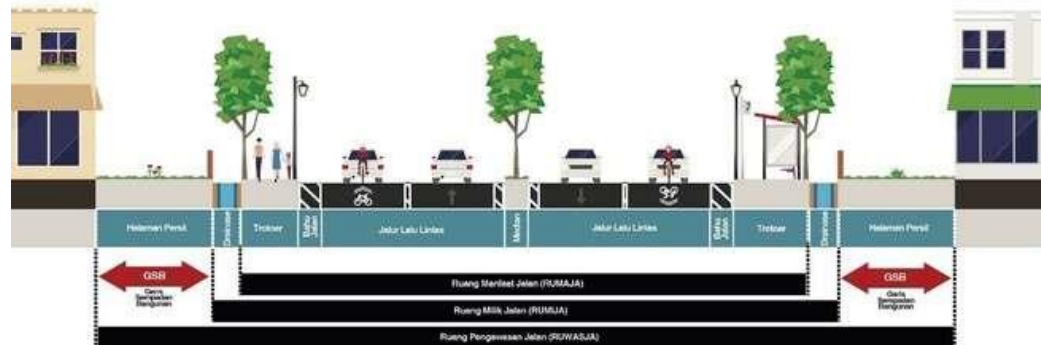 Halaman Persil
Drainase
Trotoar
Bahu
Jalan
Jalur Lalu Lintas
Median
Jalur Lalu Lintas
Bahu
Jalan
Trotoar
Drainase
Halaman Persil
GSB
Garis
Sempadan
Bangunan
GSB
Garis
Sempadan
Bangunan
Ruang Manfaat Jalan (RUMAJA)
Ruang Milik Jalan (RUMIJA)
Ruang Pengawasan Jalan (RUWASJA)